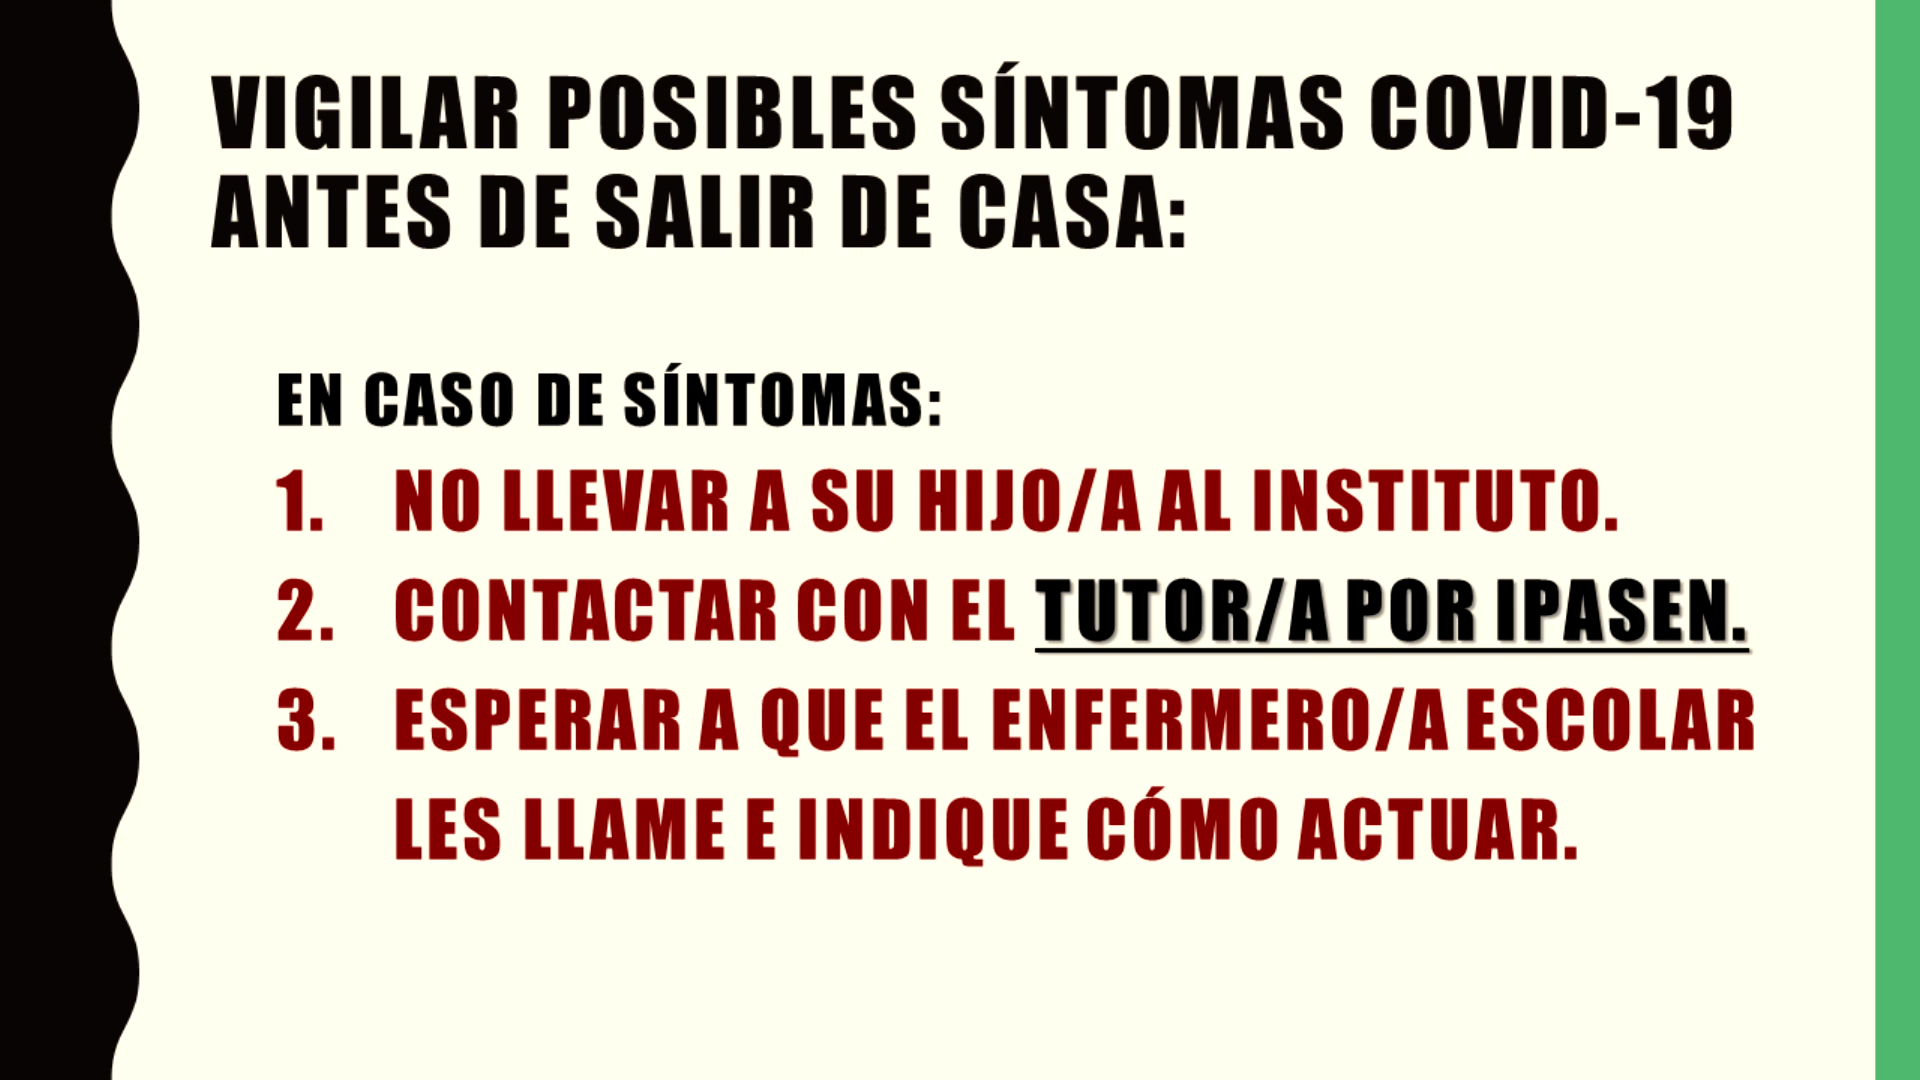 VIGILAR POSIBLES SÍNTOMAS COVID-19
ANTES DE SALIR DE CASA:
EN CASO DE SÍNTOMAS:
1. NO LLEVAR A SU HIJO/A AL INSTITUTO.
2. CONTACTAR CON EL TUTOR/A POR IPASEN.
3. ESPERAR A QUE EL ENFERMERO/A ESCOLAR
LES LLAME E INDIQUE CÓMO ACTUAR.